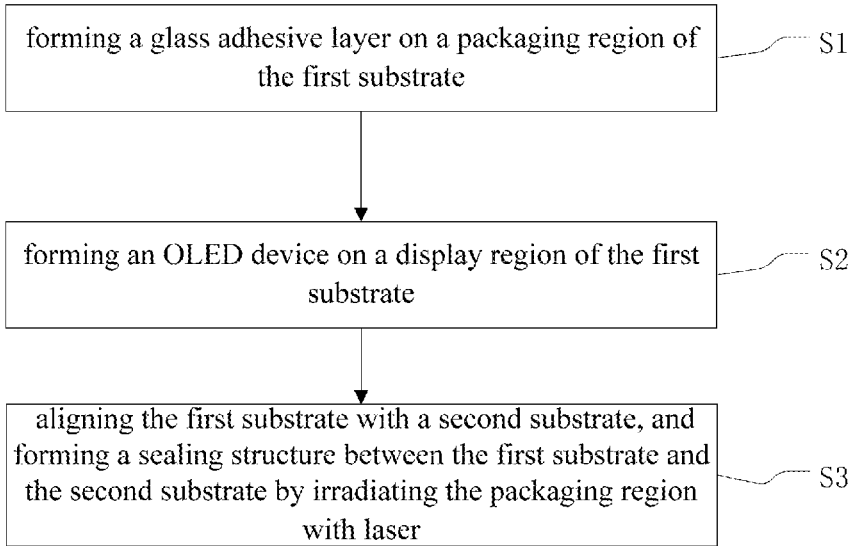 forming a glass adhesive layer on a packaging region of
the first substrate
S1
forming an OLED device on a display region of the first
substrate
S2
aligning the first substrate with a second substrate, and
forming a sealing structure between the first substrate and
the second substrate by irradiating the packaging region
with laser
S3